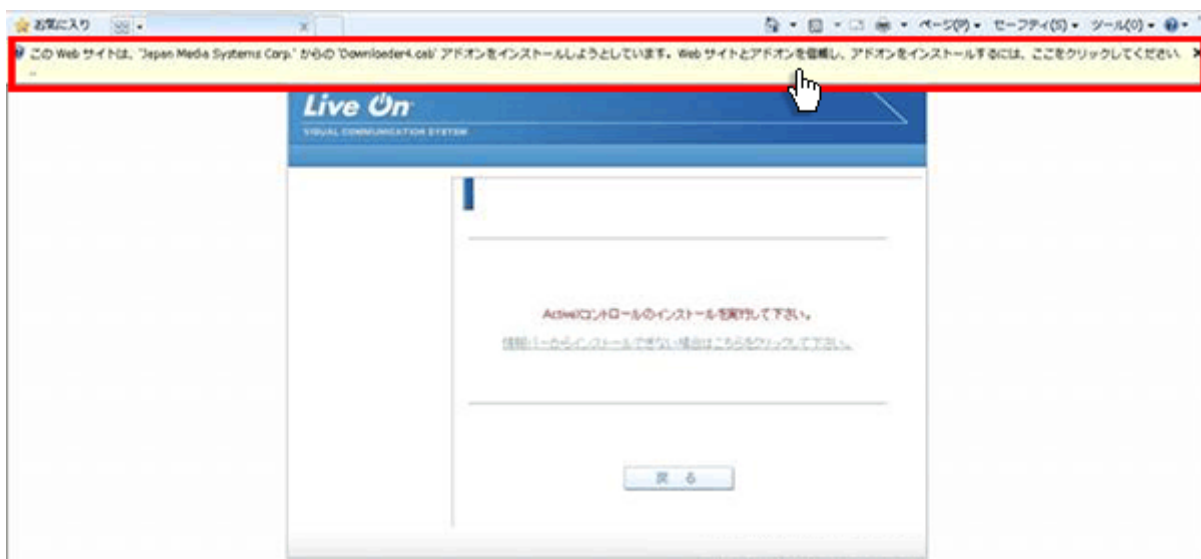 お気に入り
ページ(P) セーフティ(S) ツール(O)
この Web サイトは、'Japan Media Systems Corp.' からの 'Downloader4.cab' アドオンをインストールしようとしています。Web サイトとアドオンを信頼し、アドオンをインストールするには、ここをクリックしてください
...
Live On
VISUAL COMMUNICATION SYSTEM
ActiveXコントロールのインストールを実行して下さい。
情報バーからインストールできない場合はこちらをクリックして下さい。
戻 る